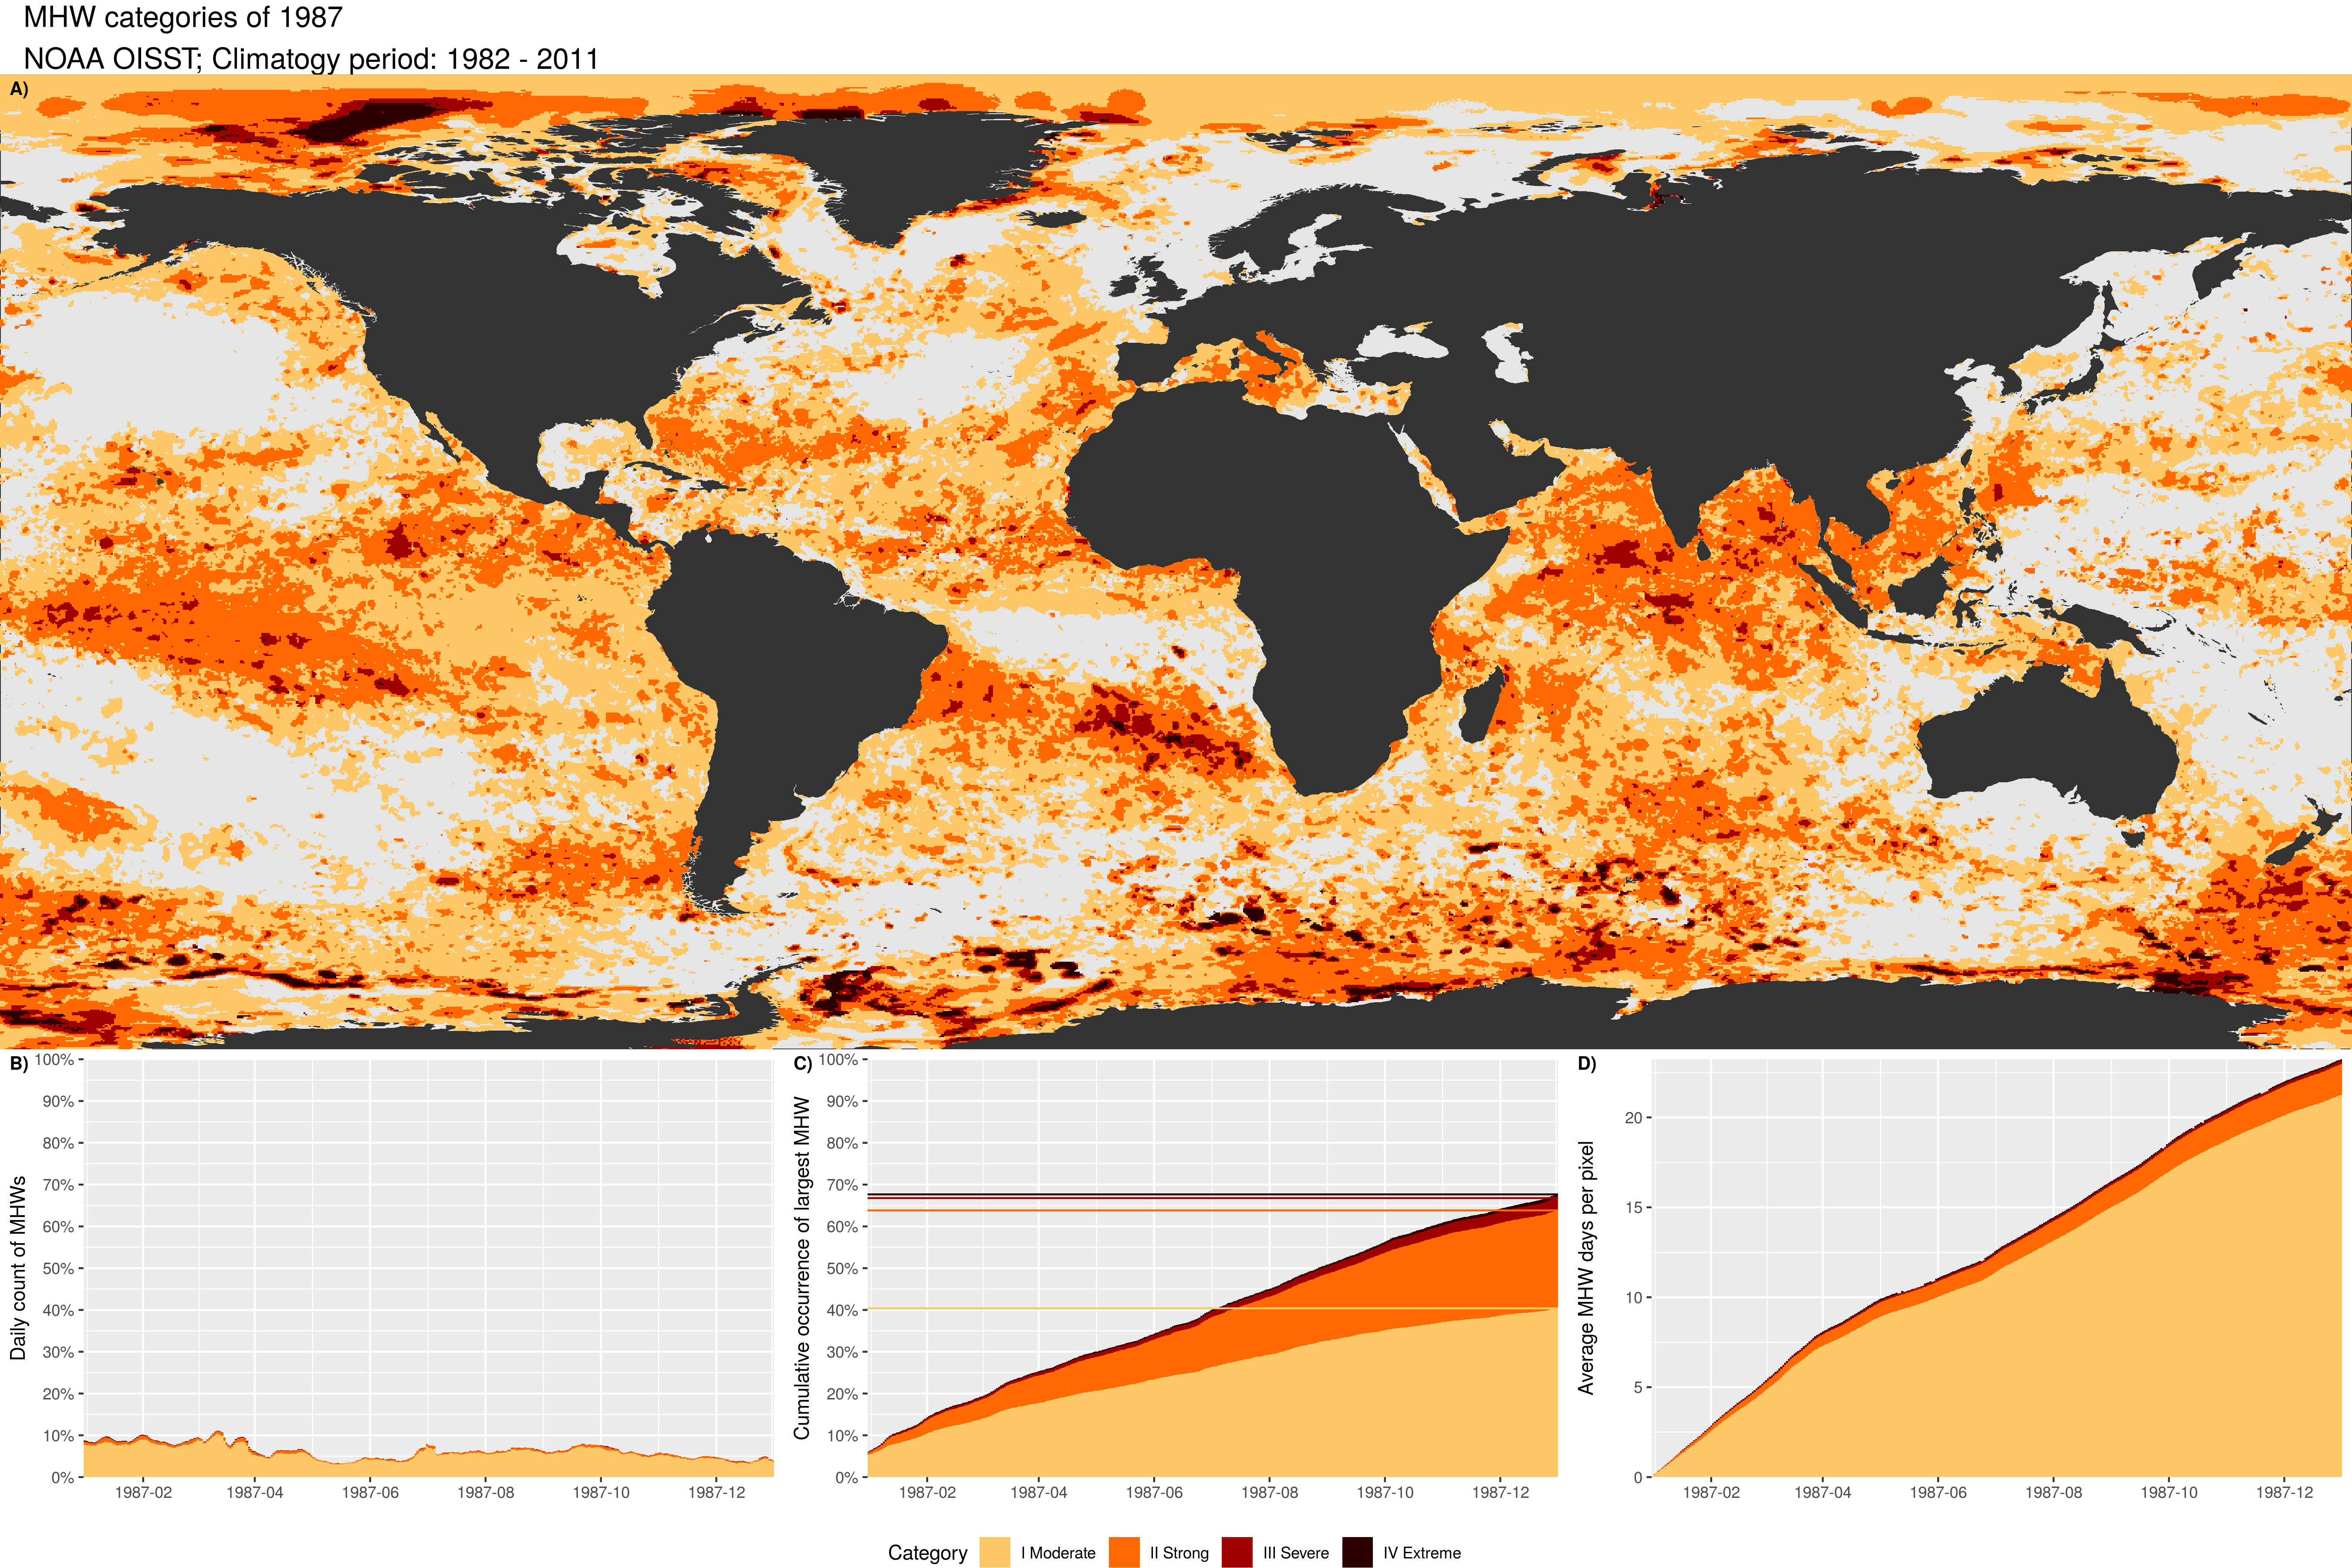 MHW categories of 1987
NOAA OISST; Climatogy period: 1982 - 2011
A)
B)
Daily count of MHWs
100%
90%
80%
70%
60%
50%
40%
30%
20%
10%
0%
1987-02 1987-04 1987-06 1987-08 1987-10 1987-12
C)
Cumulative occurrence of largest MHW
100%
90%
80%
70%
60%
50%
40%
30%
20%
10%
0%
1987-02 1987-04 1987-06 1987-08 1987-10 1987-12
D)
Average MHW days per pixel
20
15
10
5
0
1987-02 1987-04 1987-06 1987-08 1987-10 1987-12
Category I Moderate II Strong III Severe IV Extreme